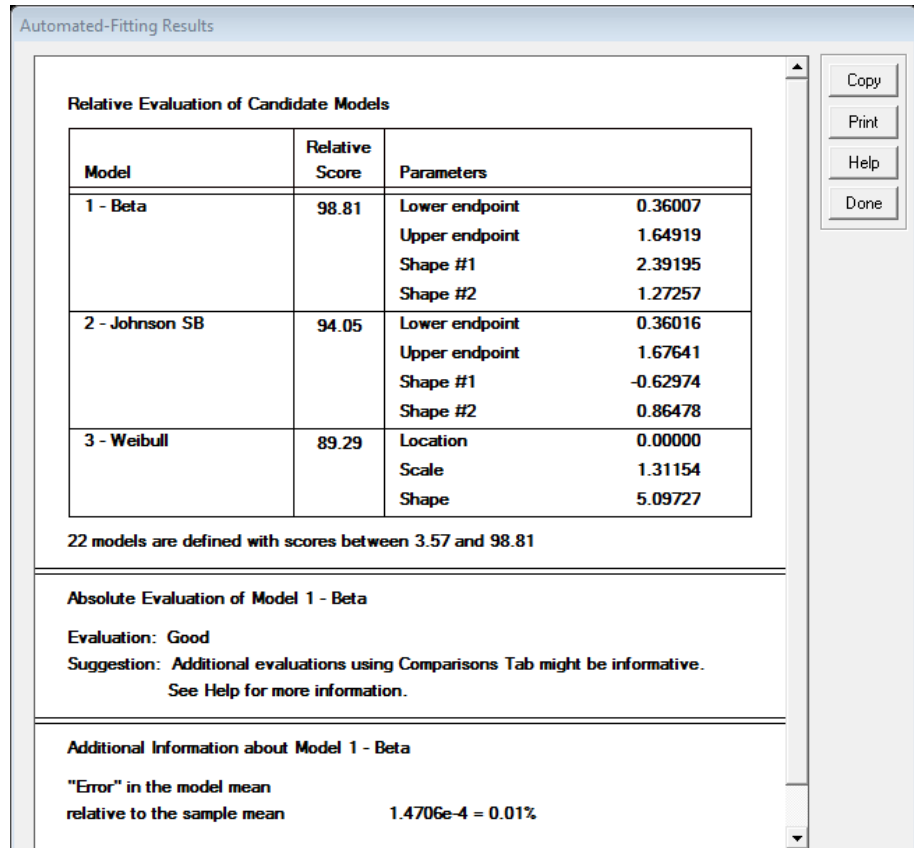 Automated-Fitting Results
Copy
Print
Help
Done
Relative Evaluation of Candidate Models
Model Relative Score Parameters
1 - Beta 98.81 Lower endpoint 0.36007
Upper endpoint 1.64919
Shape #1 2.39195
Shape #2 1.27257
2 - Johnson SB 94.05 Lower endpoint 0.36016
Upper endpoint 1.67641
Shape #1 -0.62974
Shape #2 0.86478
3 - Weibull 89.29 Location 0.00000
Scale 1.31154
Shape 5.09727
22 models are defined with scores between 3.57 and 98.81
Absolute Evaluation of Model 1 - Beta
Evaluation: Good
Suggestion: Additional evaluations using Comparisons Tab might be informative.
See Help for more information.
Additional Information about Model 1 - Beta
"Error" in the model mean
relative to the sample mean 1.4706e-4 = 0.01%